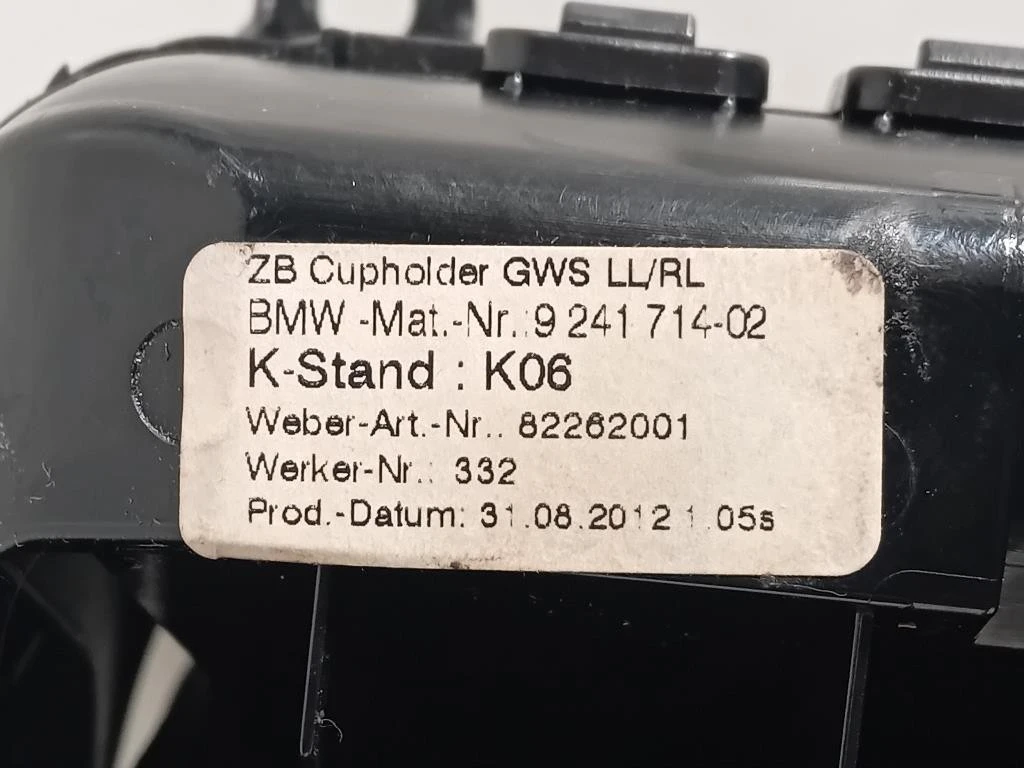 ZB Cupholder GWS LL/RL
BMW -Mat.-Nr.:9 241 714-02
K-Stand : K06
Weber-Art.-Nr.: 82262001
Werker-Nr.: 332
Prod.-Datum: 31.08.2012 1.05s